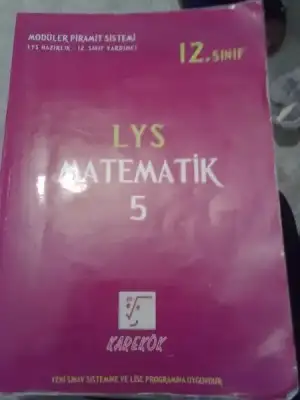 MODÜLER PİRAMİT SİSTEMİ
LYS HAZIRLIK - 12. SINIF YARDIMCI
12. SINIF
LYS
MATEMATİK
5
KAREKÖK
YENİ SINAV SİSTEMİNE VE LİSE PROGRAMINA UYGUNDUR